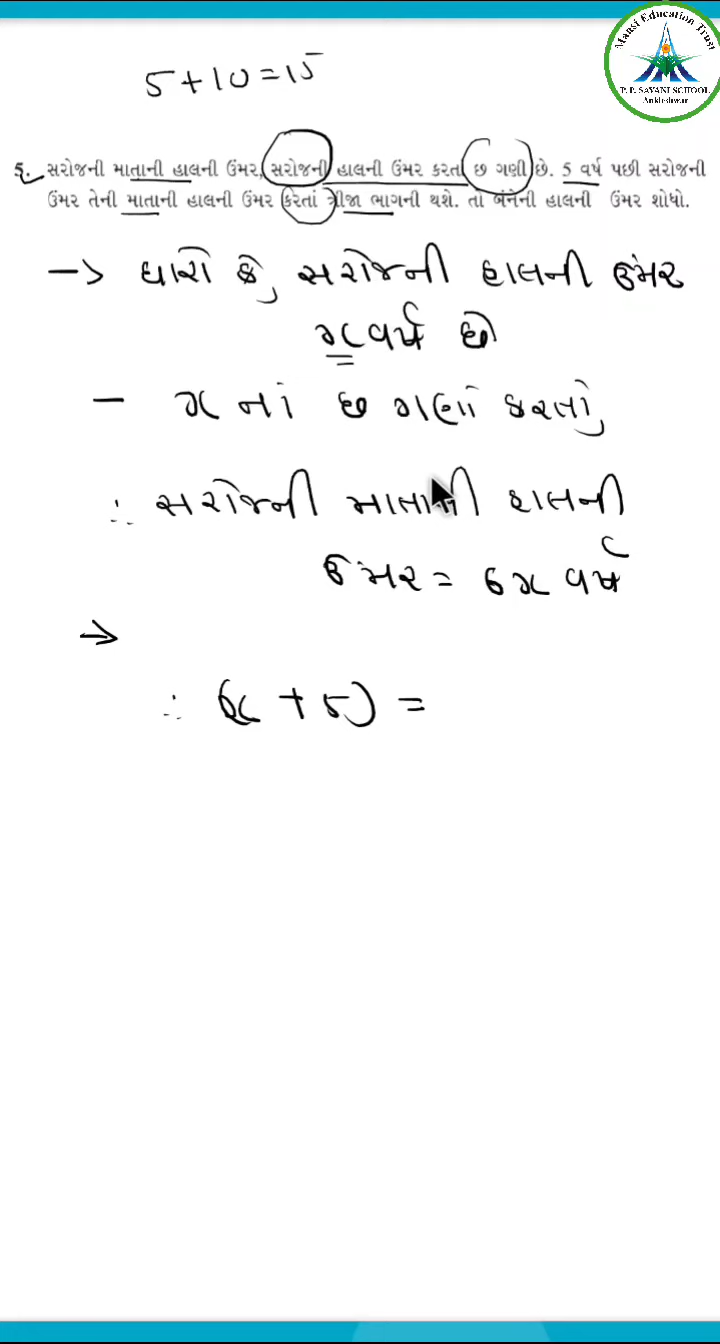 Mansi Education Trust
P. P. SAVANI SCHOOL
Ankleshwar
5 + 10 = 15
5. સરોજની માતાની હાલની ઉંમર, સરોજની હાલની ઉંમર કરતાં છ ગણી છે. 5 વર્ષ પછી સરોજની
ઉંમર તેની માતાની હાલની ઉંમર કરતાં ત્રીજા ભાગની થશે. તો બંનેની હાલની ઉંમર શોધો.
→ ધારો કે, સરોજની હાલની ઉંમર
x વર્ષ છે
- x નાં છ ગણાં કરતાં,
∴ સરોજની માતાની હાલની
ઉંમર = 6x વર્ષ
→
∴ (x + 5) =